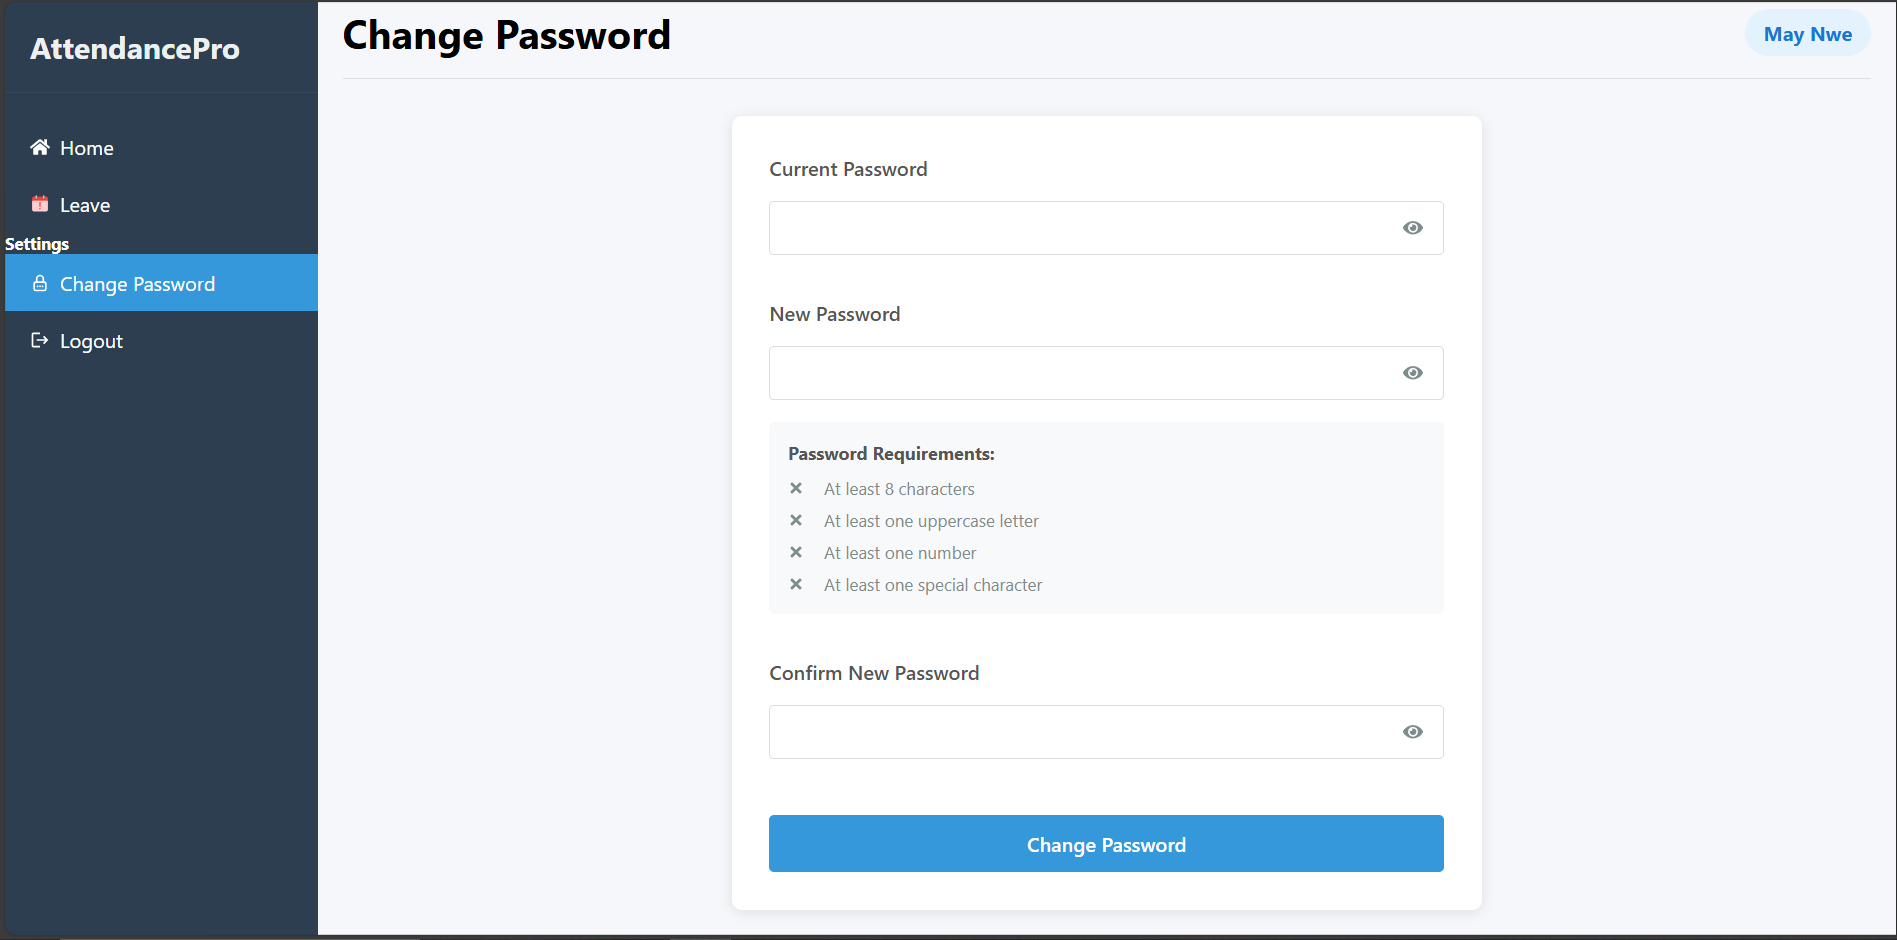 AttendancePro
Home
Leave
Settings
Change Password
Logout
Change Password
May Nwe
Current Password
New Password
Password Requirements:
At least 8 characters
At least one uppercase letter
At least one number
At least one special character
Confirm New Password
Change Password